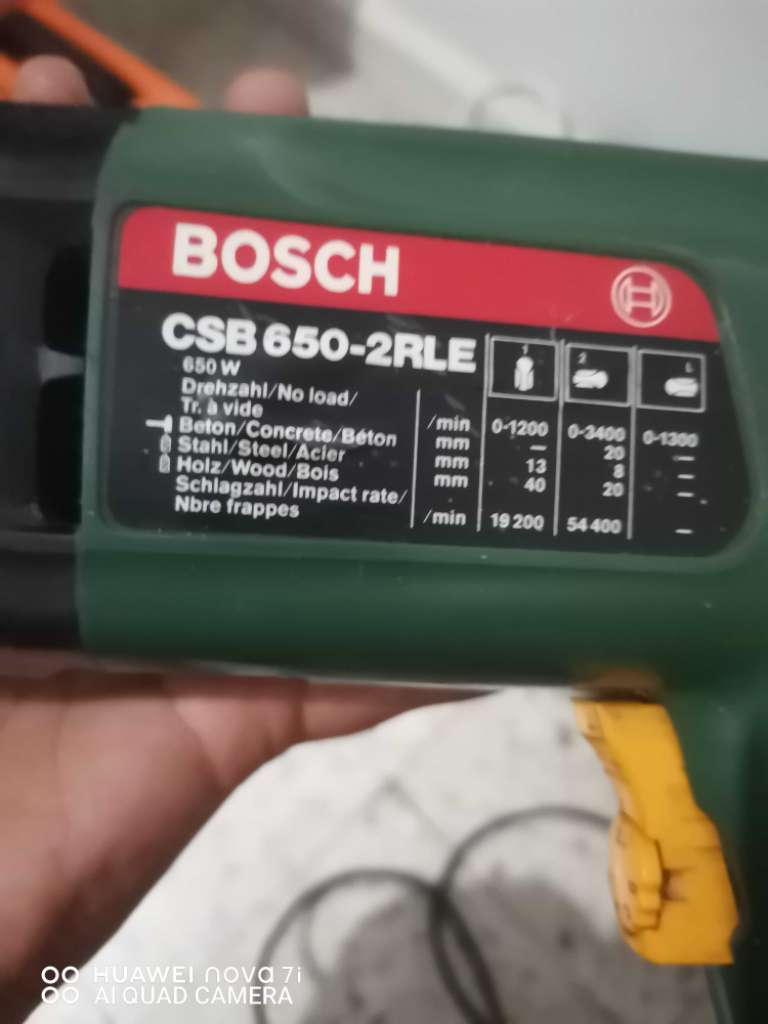 BOSCH
CSB 650-2RLE
650 W
1 2
Drehzahl/No load/
Tr. à vide /min 0-1200 0-3400 0-1300
Beton/Concrete/Béton mm — 20 —
Stahl/Steel/Acier mm 13 8 —
Holz/Wood/Bois mm 40 20 —
Schlagzahl/Impact rate/
Nbre frappes /min 19 200 54 400 —
HUAWEI nova 7i
AI QUAD CAMERA